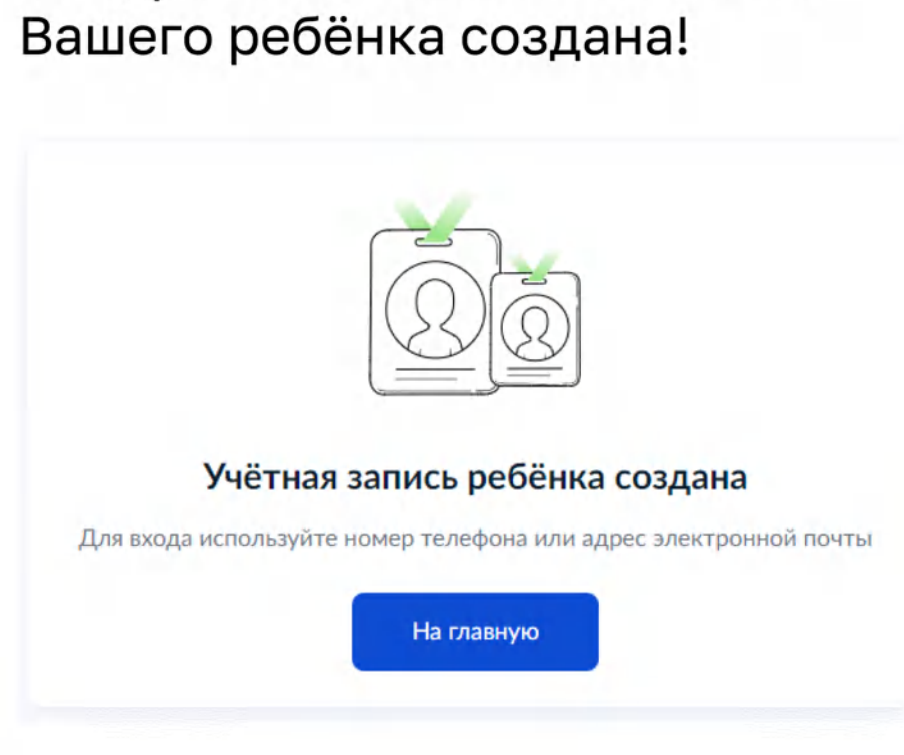 Вашего ребёнка создана!
Учётная запись ребёнка создана
Для входа используйте номер телефона или адрес электронной почты
На главную